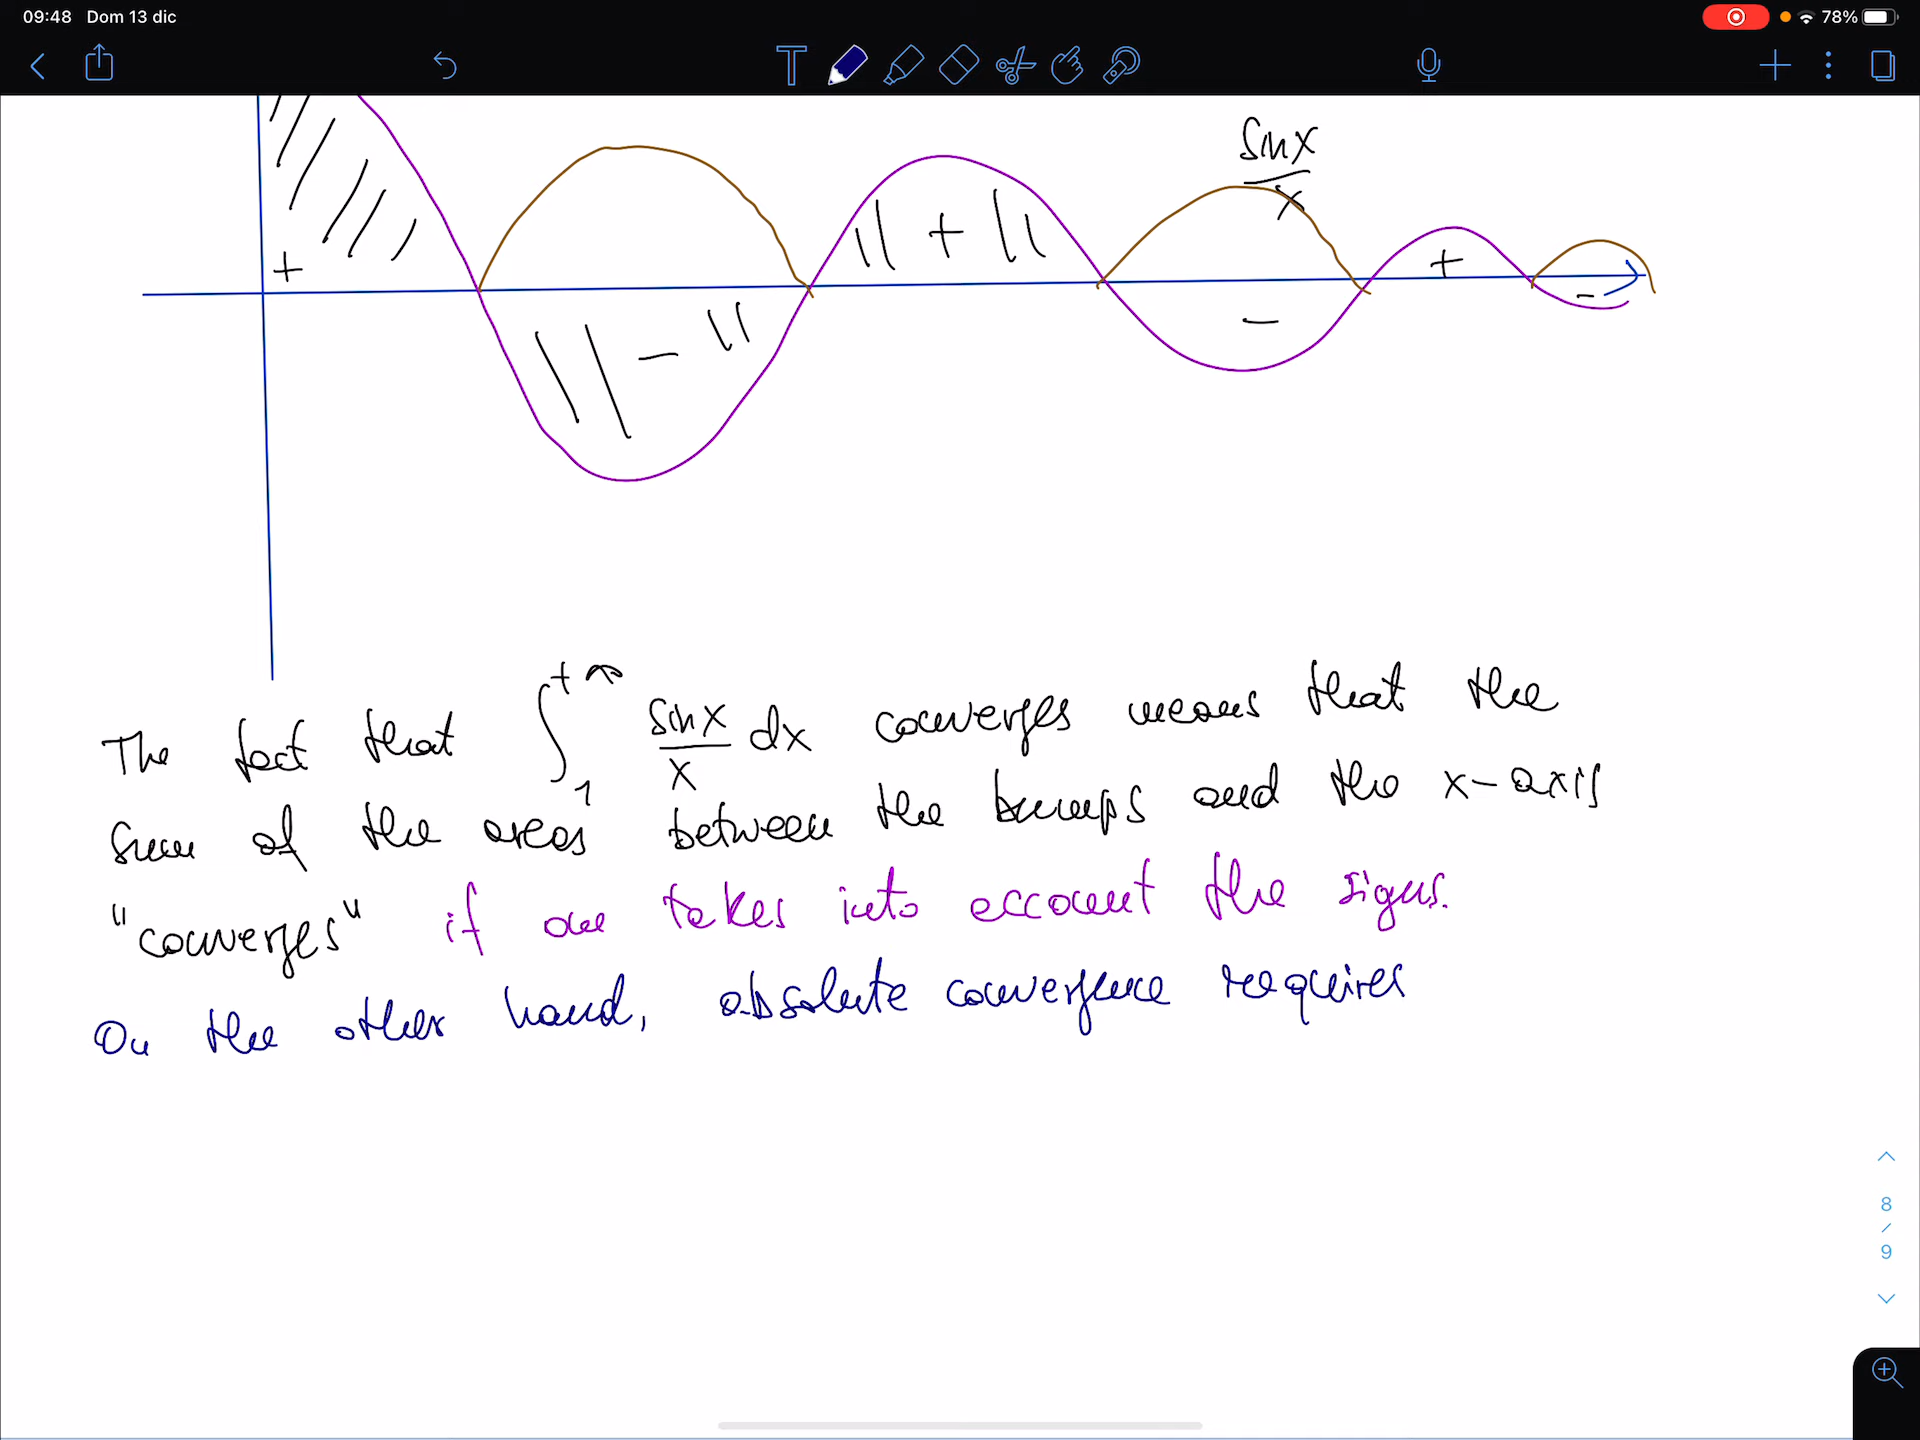 09:48 Dom 13 dic 78%
T
sin x
x
+ − + − + −
The fact that ∫₁^{+∞} sin x / x dx converges means that the
sum of the areas between the bumps and the x-axis
"converges" if one takes into account the signs.
On the other hand, absolute convergence requires
8
/
9